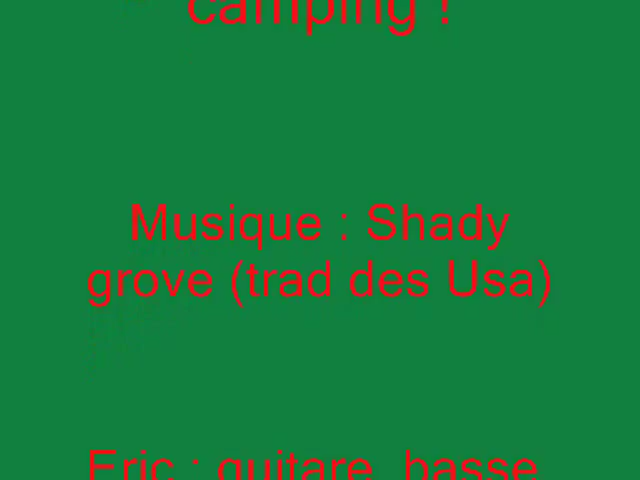 camping !
Musique : Shady
grove (trad des Usa)
Eric : guitare, basse,